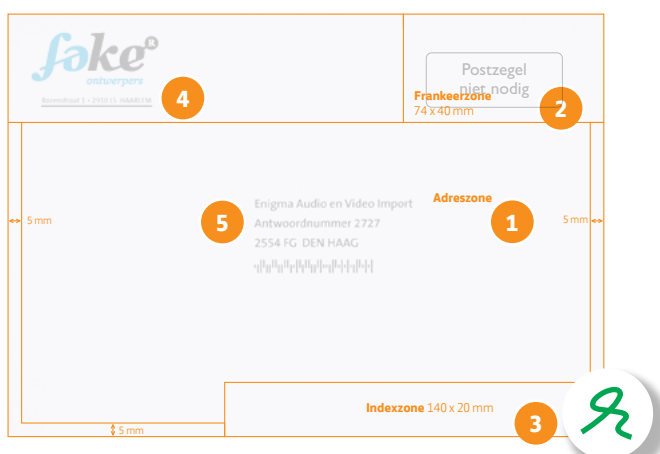 fake®
ontwerpers
4
Postzegel
niet nodig
Frankeerzone
74 x 40 mm
2
5 mm
5
Enigma Audio en Video Import
Antwoordnummer 2727
2554 FG DEN HAAG
Adreszone
1
5 mm
Indexzone 140 x 20 mm
3
5 mm